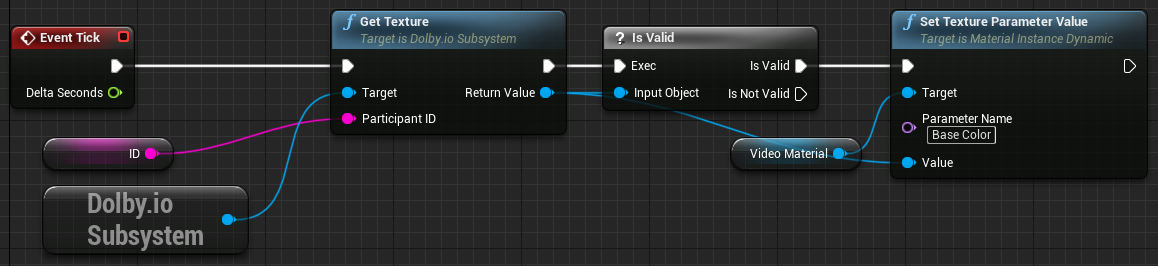 Event Tick
Delta Seconds
Get Texture
Target is Dolby.io Subsystem
Target
Return Value
Participant ID
ID
Dolby.io
Subsystem
? Is Valid
Exec
Is Valid
Input Object
Is Not Valid
Video Material
Set Texture Parameter Value
Target is Material Instance Dynamic
Target
Parameter Name
Base Color
Value